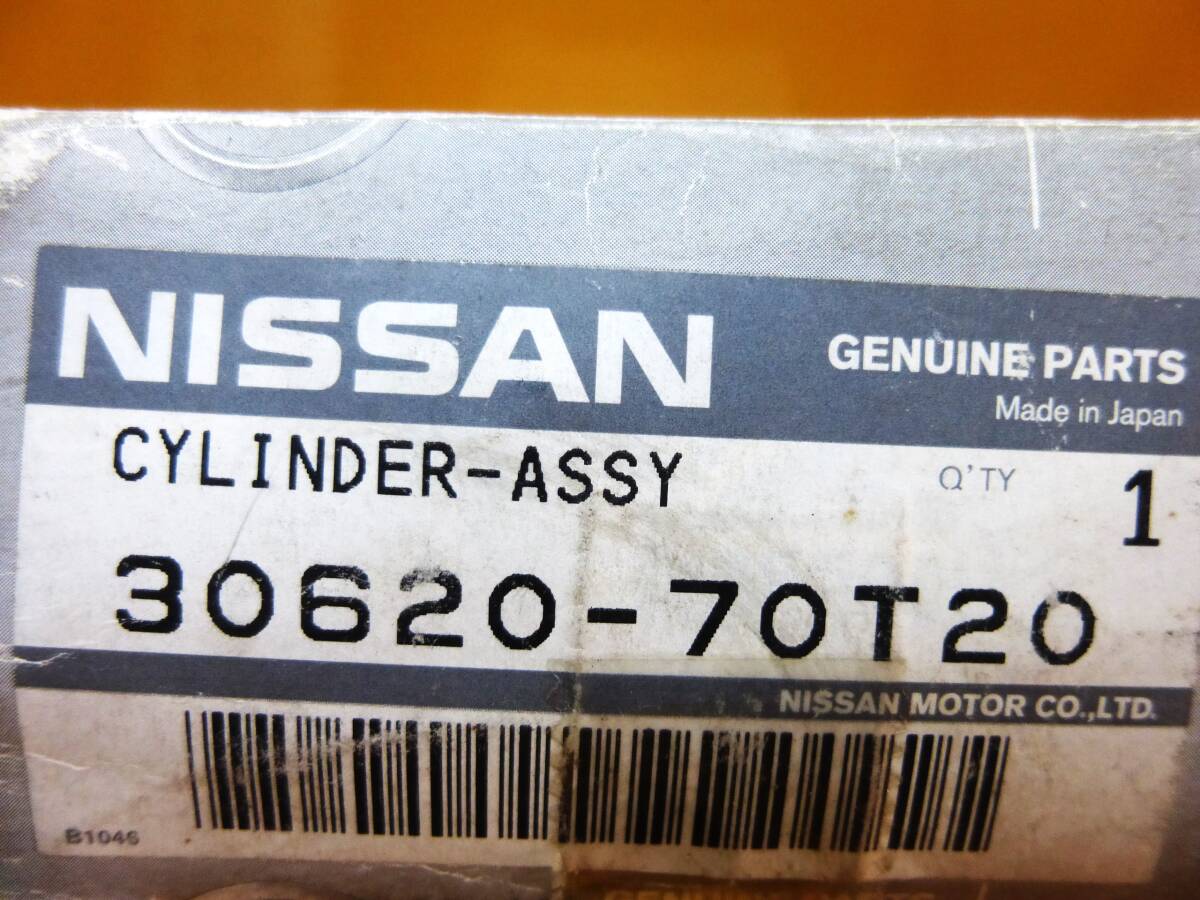 NISSAN
GENUINE PARTS
Made in Japan
CYLINDER-ASSY
Q'TY 1
30620-70T20
NISSAN MOTOR CO.,LTD.
B1046